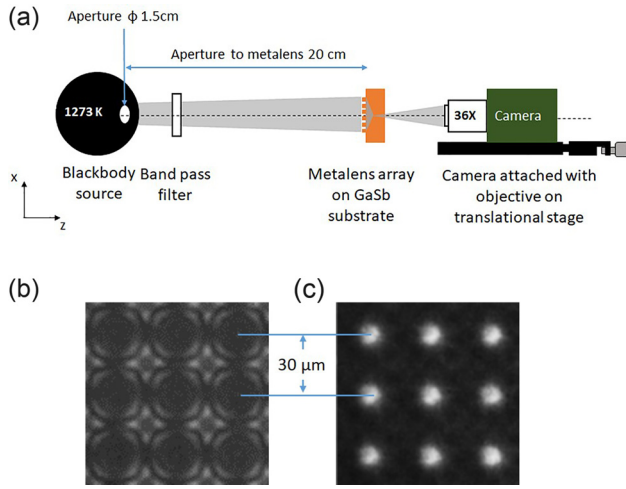 (a)
Aperture ϕ 1.5cm
Aperture to metalens 20 cm
1273 K
36X
Camera
x
z
Blackbody
source
Band pass
filter
Metalens array
on GaSb
substrate
Camera attached with
objective on
translational stage
(b)
(c)
30 µm